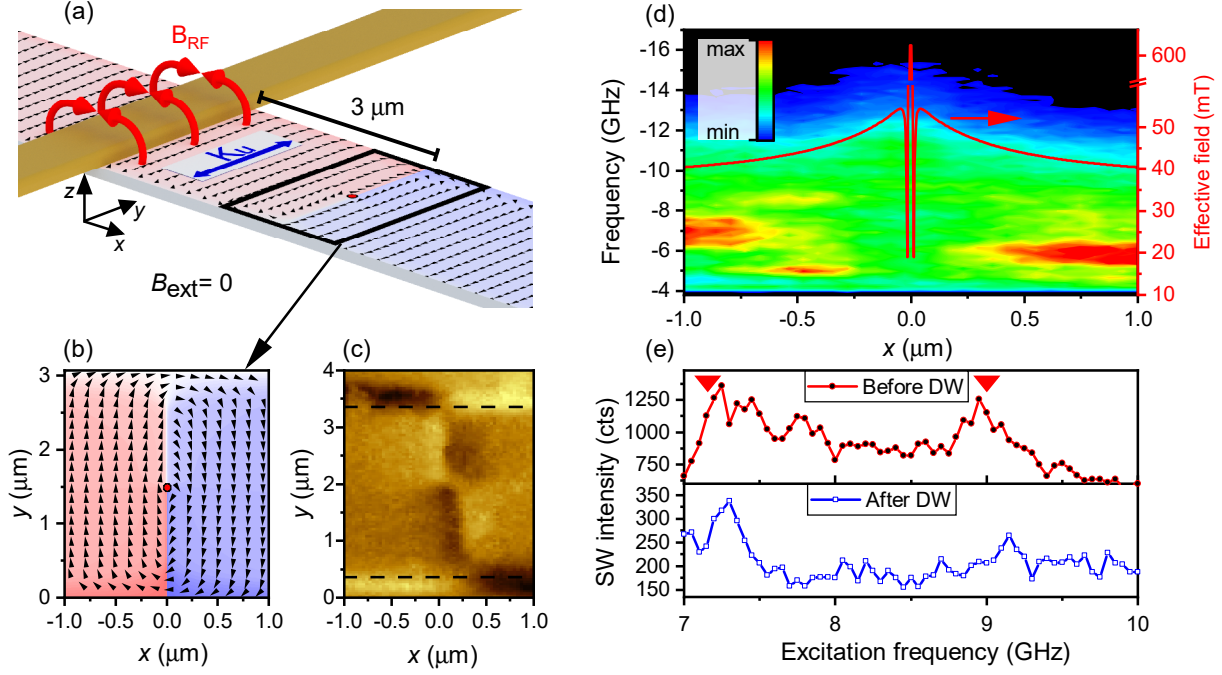 (a)
B_RF
3 μm
K_u
z
y
x
B_ext= 0
(b)
y (μm)
3
2
1
0
-1.0 -0.5 0.0 0.5 1.0
x (μm)
(c)
y (μm)
4
3
2
1
0
-1.0 -0.5 0.0 0.5 1.0
x (μm)
(d)
Frequency (GHz)
-16
-14
-12
-10
-8
-6
-4
max
min
600
50
40
30
20
10
Effective field (mT)
-1.0 -0.5 0.0 0.5 1.0
x (μm)
(e)
SW intensity (cts)
1250
1000
750
Before DW
350
300
250
200
150
After DW
7 8 9 10
Excitation frequency (GHz)